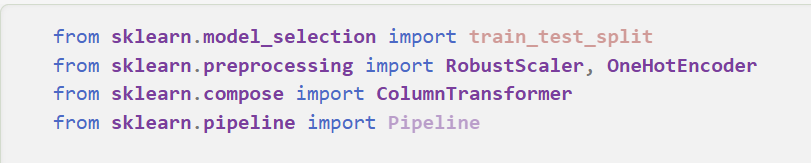 from sklearn.model_selection import train_test_split
from sklearn.preprocessing import RobustScaler, OneHotEncoder
from sklearn.compose import ColumnTransformer
from sklearn.pipeline import Pipeline